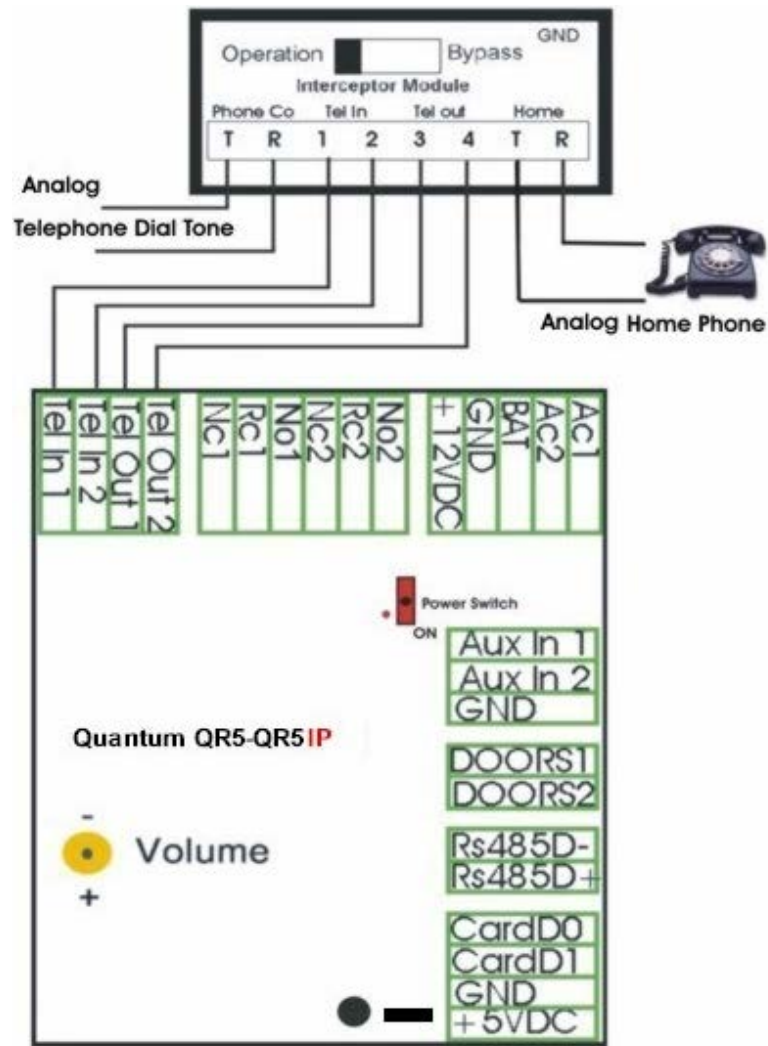 GND
Operation Bypass
Interceptor Module
Phone Co Tel In Tel out Home
T R 1 2 3 4 T R
Analog
Telephone Dial Tone
Analog Home Phone
Tel In 1
Tel In 2
Tel Out 1
Tel Out 2
Nc1
Rc1
No1
Nc2
Rc2
No2
+12VDC
GND
BAT
Ac2
Ac1
Power Switch
ON
Aux In 1
Aux In 2
GND
Quantum QR5-QR5IP
DOORS1
DOORS2
-
Volume
+
Rs485D-
Rs485D+
CardD0
CardD1
GND
+5VDC